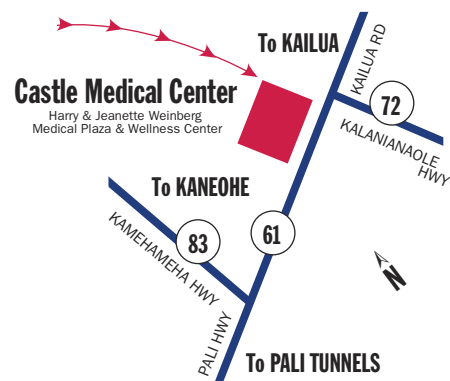 To KAILUA
KAILUA RD
Castle Medical Center
Harry & Jeanette Weinberg
Medical Plaza & Wellness Center
72
KALANIANAOLE
HWY
To KANEOHE
83
61
KAMEHAMEHA HWY
N
PALI HWY
To PALI TUNNELS